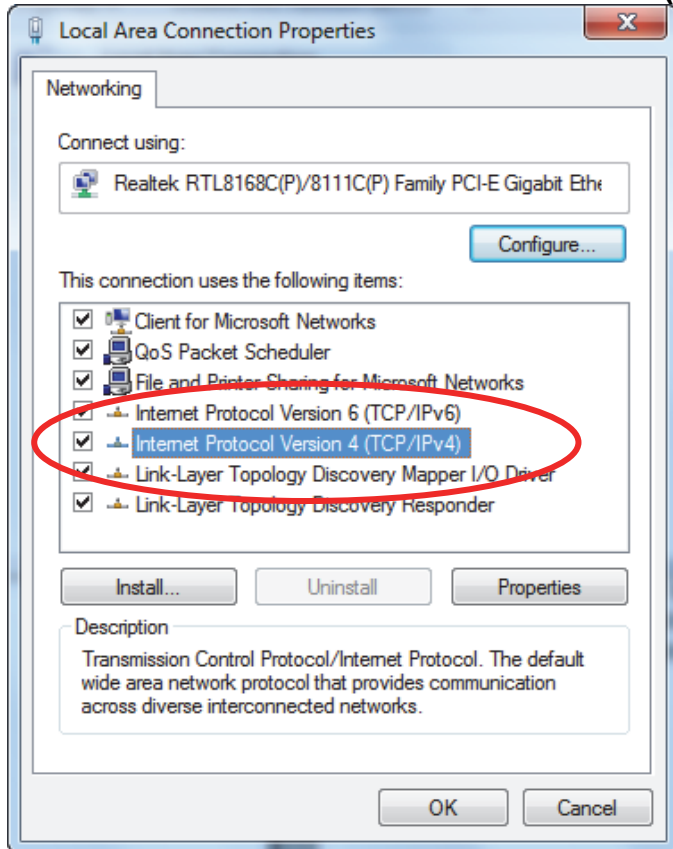 Local Area Connection Properties
Networking
Connect using:
Realtek RTL8168C(P)/8111C(P) Family PCI-E Gigabit Ethe
Configure...
This connection uses the following items:
Client for Microsoft Networks
QoS Packet Scheduler
File and Printer Sharing for Microsoft Networks
Internet Protocol Version 6 (TCP/IPv6)
Internet Protocol Version 4 (TCP/IPv4)
Link-Layer Topology Discovery Mapper I/O Driver
Link-Layer Topology Discovery Responder
Install... Uninstall Properties
Description
Transmission Control Protocol/Internet Protocol. The default
wide area network protocol that provides communication
across diverse interconnected networks.
OK Cancel